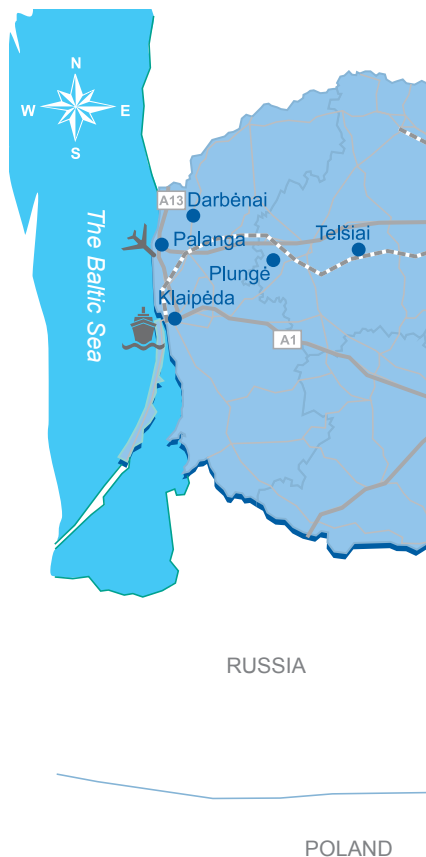 N
W E
S
A13
Darbėnai
The Baltic Sea
Palanga
Telšiai
Plungė
Klaipėda
A1
RUSSIA
POLAND